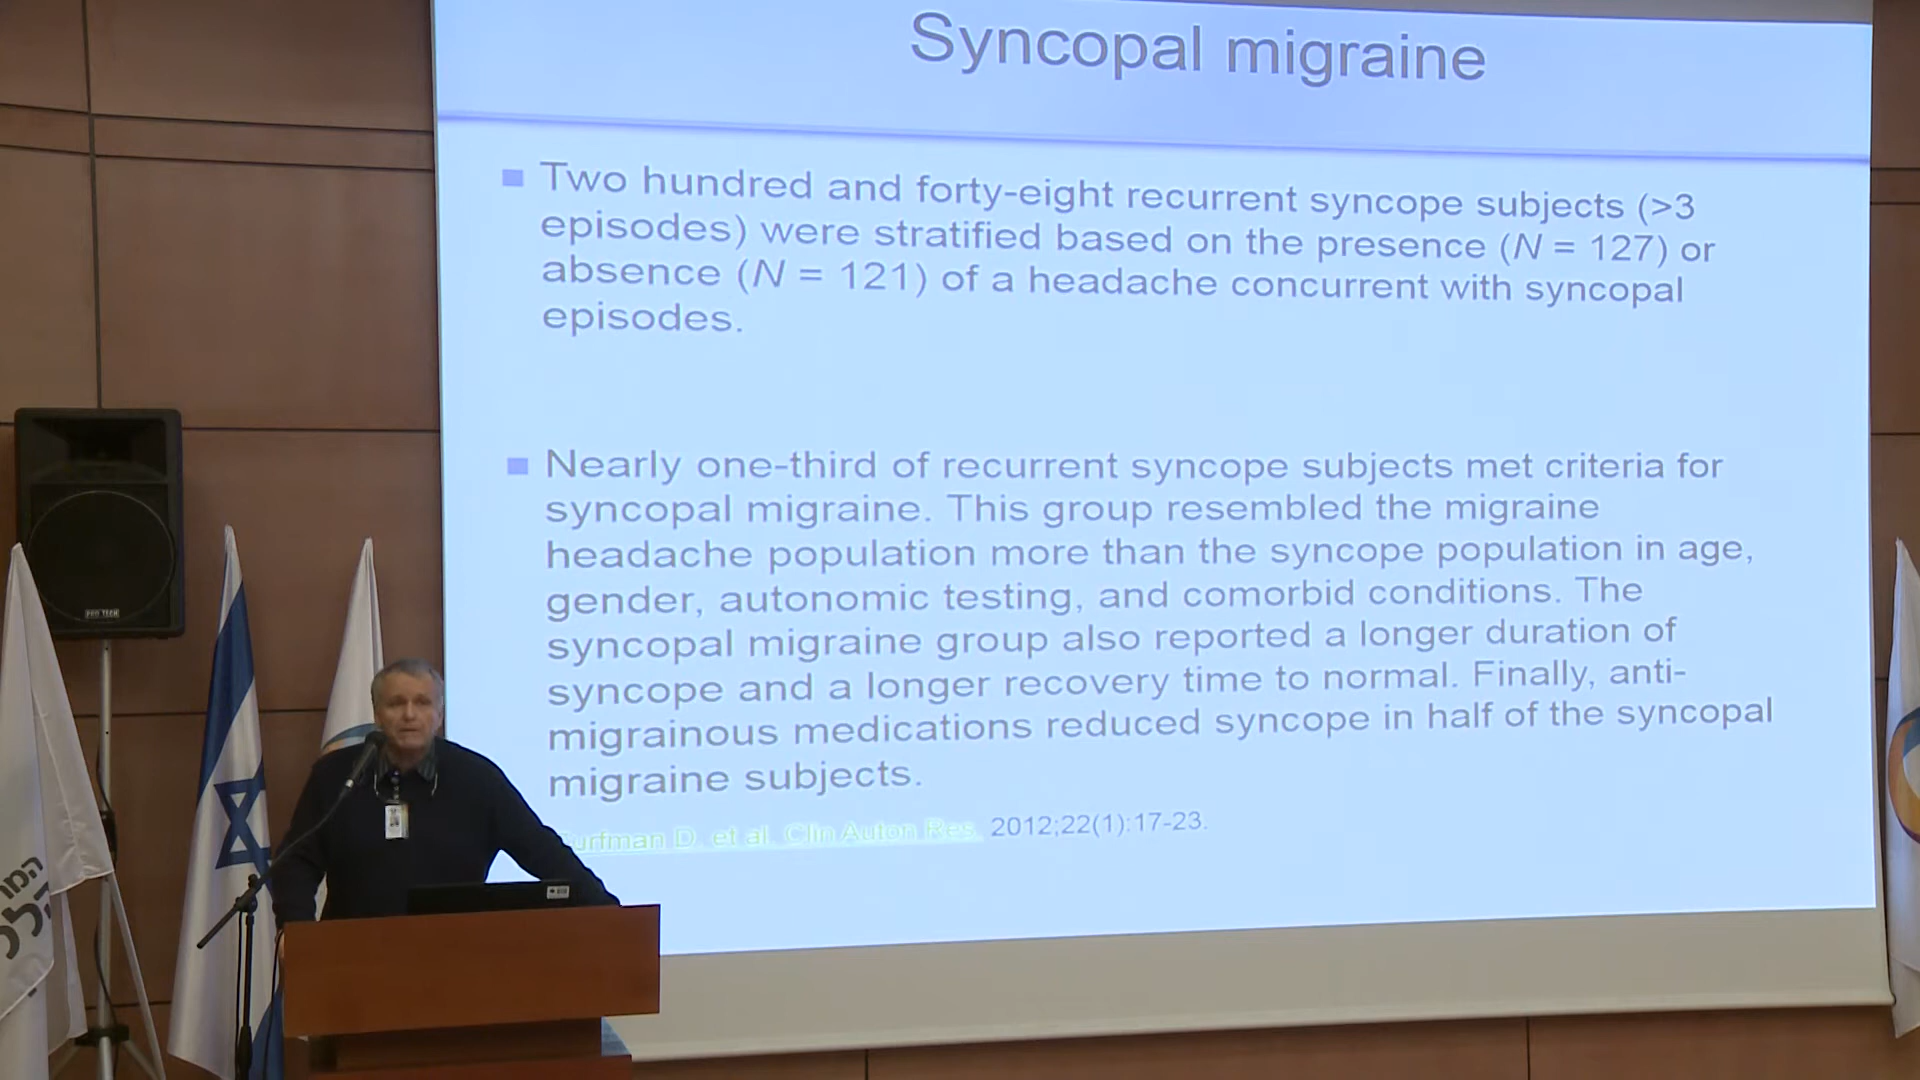 Syncopal migraine
Two hundred and forty-eight recurrent syncope subjects (>3
episodes) were stratified based on the presence (N = 127) or
absence (N = 121) of a headache concurrent with syncopal
episodes.
Nearly one-third of recurrent syncope subjects met criteria for
syncopal migraine. This group resembled the migraine
headache population more than the syncope population in age,
gender, autonomic testing, and comorbid conditions. The
syncopal migraine group also reported a longer duration of
syncope and a longer recovery time to normal. Finally, anti-
migrainous medications reduced syncope in half of the syncopal
migraine subjects.
D. et al. Clin Auton Res. 2012;22(1):17-23.
PRO TECH